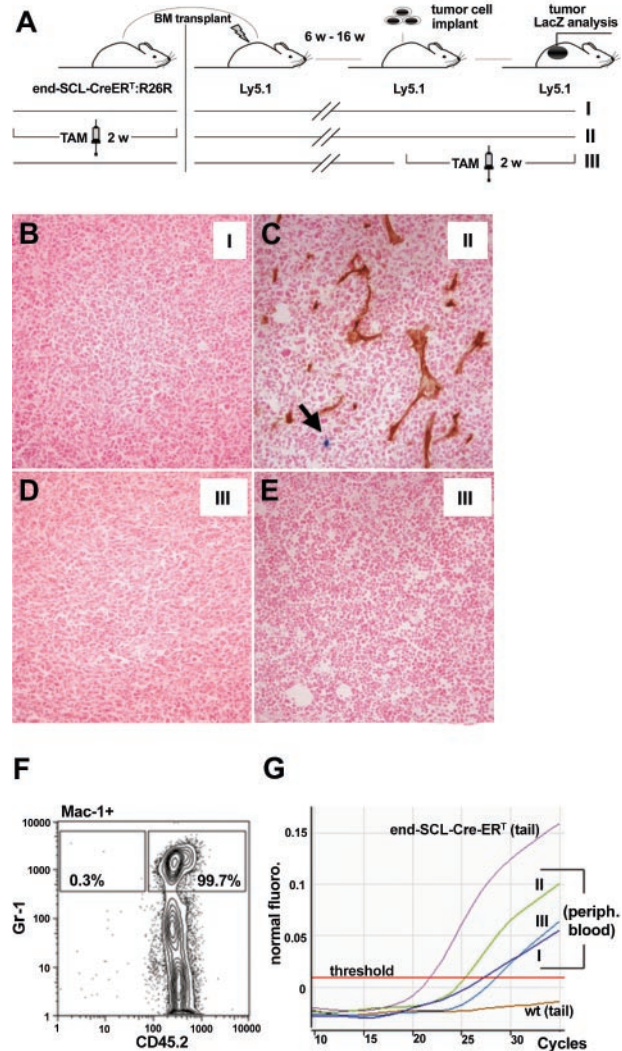 A
BM transplant
6 w - 16 w
tumor cell
implant
tumor
LacZ analysis
end-SCL-CreERᵀ:R26R
Ly5.1
Ly5.1
Ly5.1
I
TAM 2 w
II
III
TAM 2 w
B
I
C
II
D
III
E
III
F
Mac-1+
10000
1000
100
10
1
Gr-1
0.3%
99.7%
1 10 100 1000 10000
CD45.2
G
normal fluoro.
0.15
0.1
0.05
0
end-SCL-Cre-ERᵀ (tail)
II
III
I
(periph.
blood)
threshold
wt (tail)
10 15 20 25 30
Cycles